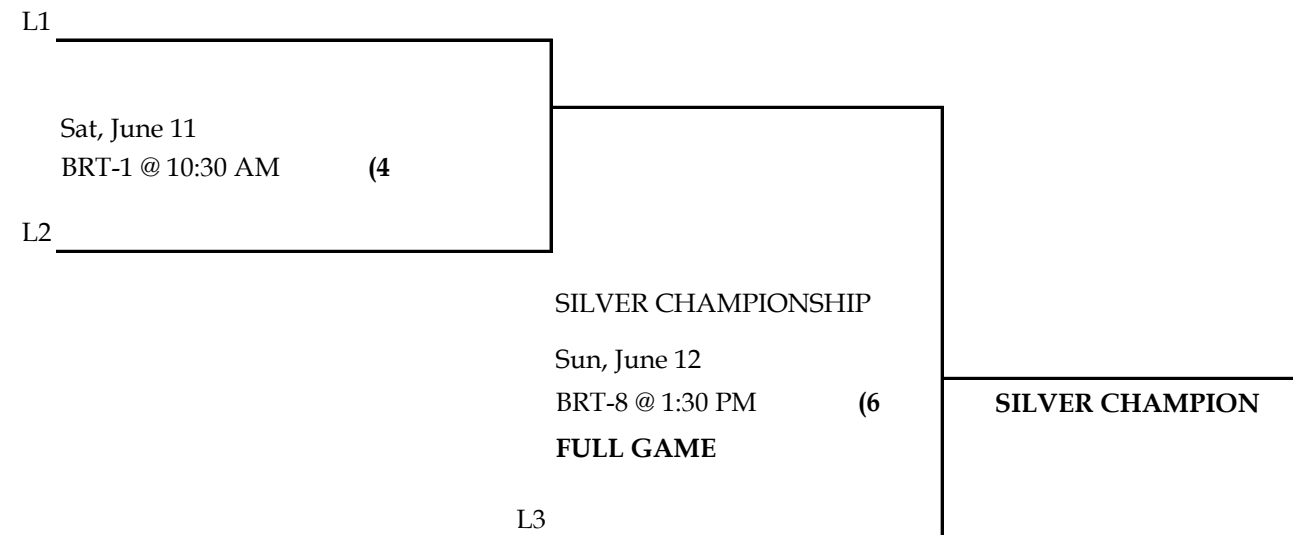 L1
Sat, June 11
BRT-1 @ 10:30 AM (4
L2
SILVER CHAMPIONSHIP
Sun, June 12
BRT-8 @ 1:30 PM (6
SILVER CHAMPION
FULL GAME
L3